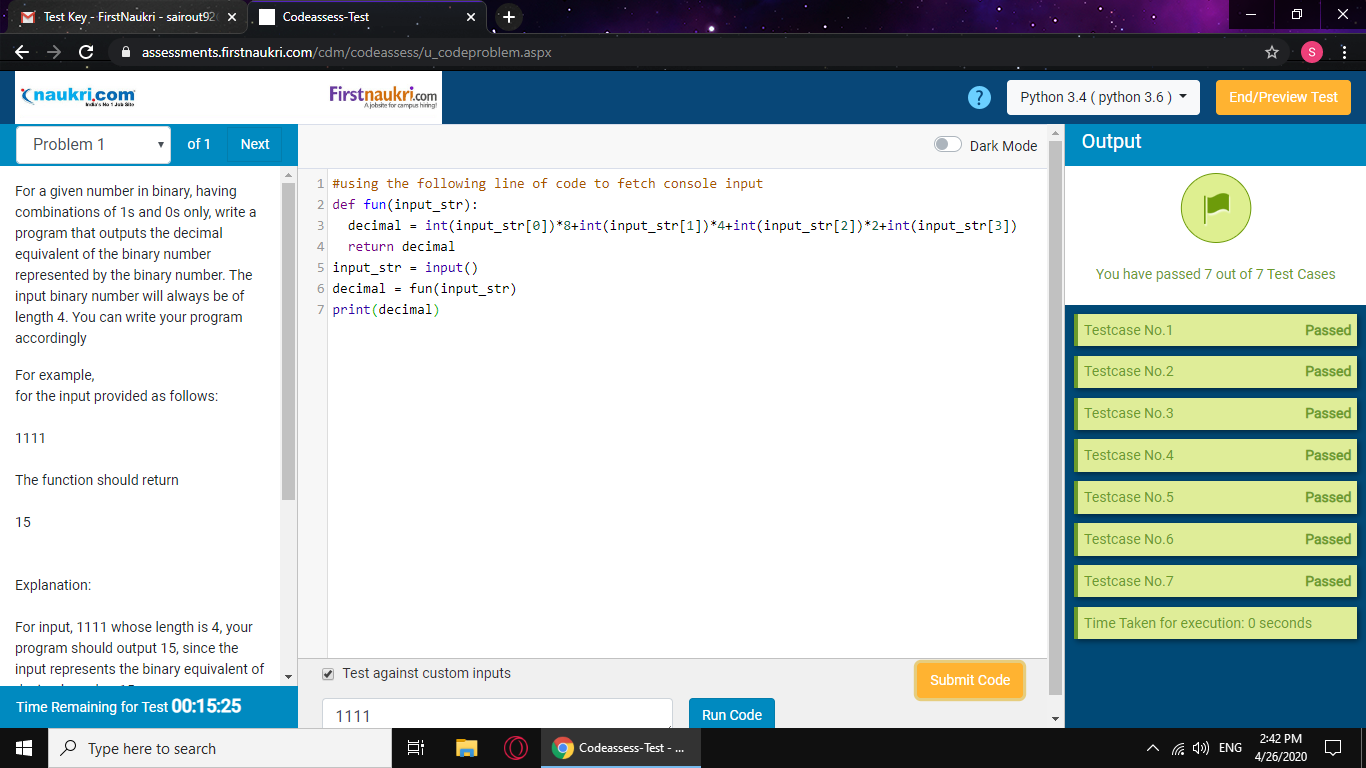 Test Key - FirstNaukri - sairout92
Codeassess-Test
assessments.firstnaukri.com/cdm/codeassess/u_codeproblem.aspx
S
naukri.com
India's No 1 Job Site
Firstnaukri.com
A jobsite for campus hiring!
?
Python 3.4 ( python 3.6 )
End/Preview Test
Problem 1
of 1
Next
Dark Mode
Output
For a given number in binary, having
combinations of 1s and 0s only, write a
program that outputs the decimal
equivalent of the binary number
represented by the binary number. The
input binary number will always be of
length 4. You can write your program
accordingly
For example,
for the input provided as follows:
1111
The function should return
15
Explanation:
For input, 1111 whose length is 4, your
program should output 15, since the
input represents the binary equivalent of
Time Remaining for Test 00:15:25
1 #using the following line of code to fetch console input
2 def fun(input_str):
3   decimal = int(input_str[0])*8+int(input_str[1])*4+int(input_str[2])*2+int(input_str[3])
4   return decimal
5 input_str = input()
6 decimal = fun(input_str)
7 print(decimal)
Test against custom inputs
Submit Code
1111
Run Code
You have passed 7 out of 7 Test Cases
Testcase No.1 Passed
Testcase No.2 Passed
Testcase No.3 Passed
Testcase No.4 Passed
Testcase No.5 Passed
Testcase No.6 Passed
Testcase No.7 Passed
Time Taken for execution: 0 seconds
Type here to search
Codeassess-Test - ...
ENG
2:42 PM
4/26/2020